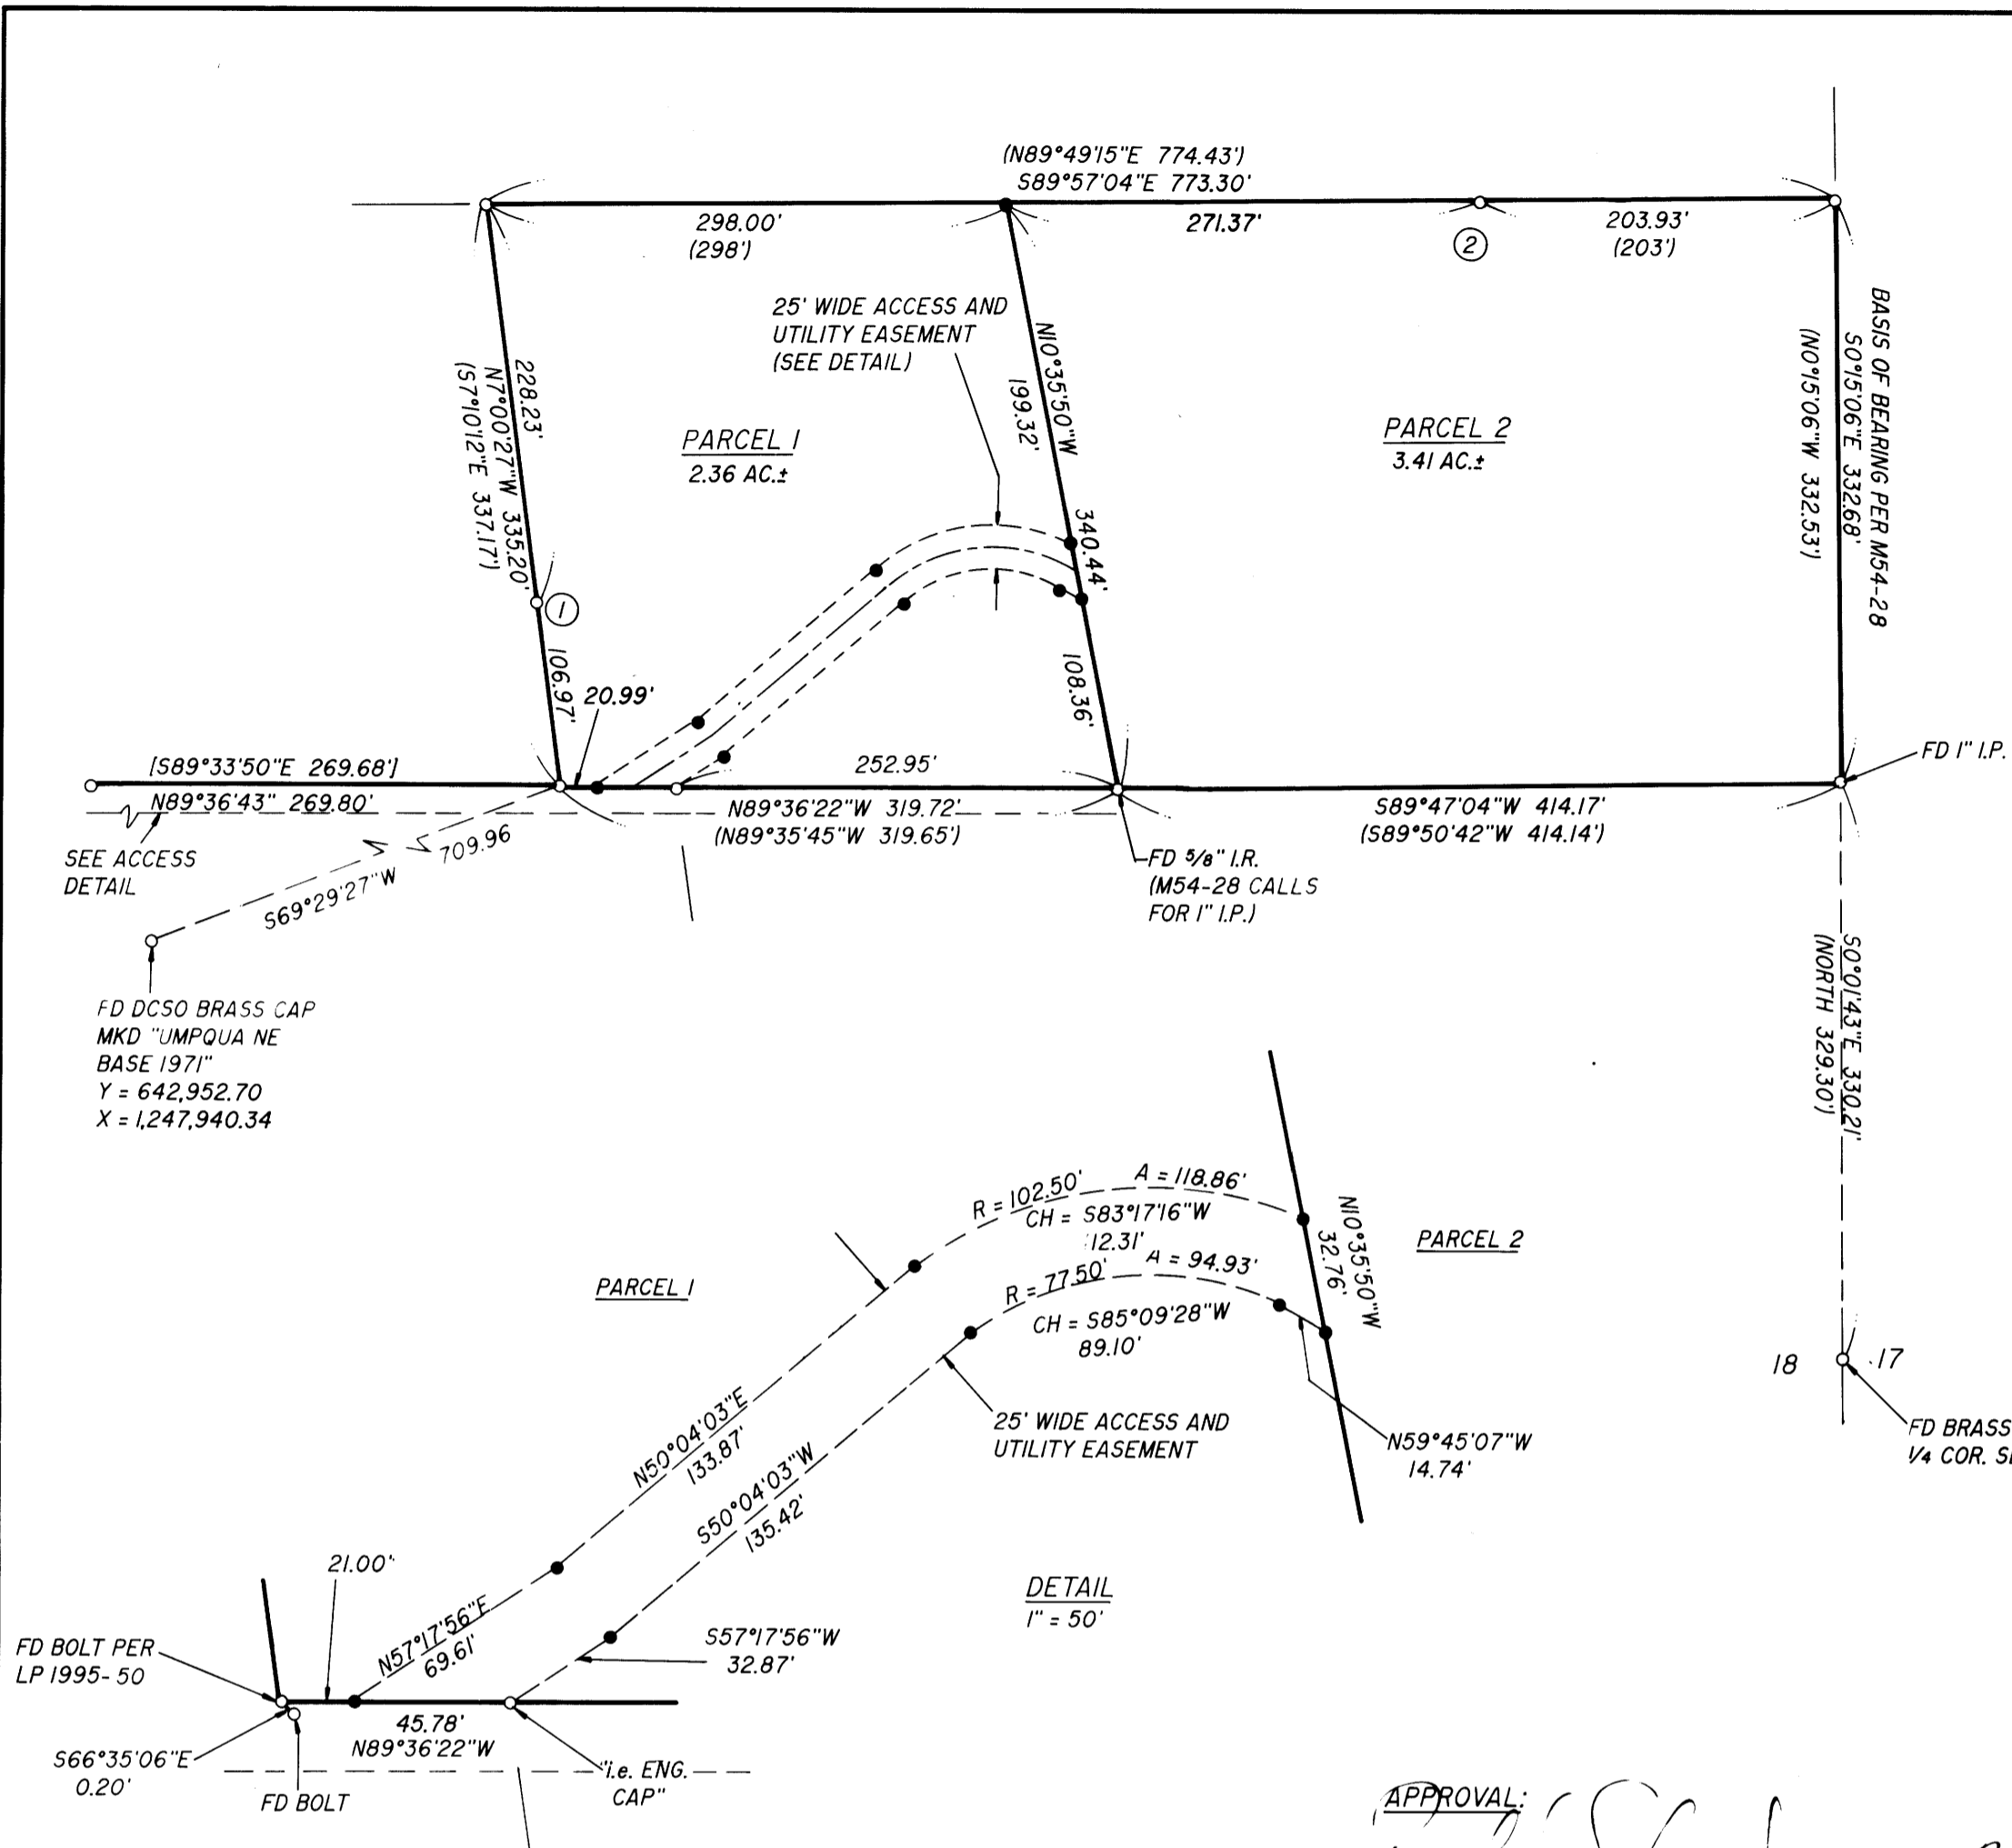 (N89°49'15"E 774.43')
S89°57'04"E 773.30'
298.00'
(298')
271.37'
2
203.93'
(203')
25' WIDE ACCESS AND
UTILITY EASEMENT
(SEE DETAIL)
228.23'
N7°00'27"W 335.20'
(S7°10'12"E 337.17')
PARCEL 1
2.36 AC.±
N10°35'50"W
199.32'
340.44'
108.36'
PARCEL 2
3.41 AC.±
BASIS OF BEARING PER M54-28
S0°15'06"E 332.68'
(N0°15'06"W 332.53')
1
106.97'
20.99'
[S89°33'50"E 269.68']
N89°36'43" 269.80'
252.95'
N89°36'22"W 319.72'
(N89°35'45"W 319.65')
S89°47'04"W 414.17'
(S89°50'42"W 414.14')
FD 1" I.P.
SEE ACCESS
DETAIL
S69°29'27"W 709.96
FD 5/8" I.R.
(M54-28 CALLS
FOR 1" I.P.)
FD DCSO BRASS CAP
MKD "UMPQUA NE
BASE 1971"
Y = 642,952.70
X = 1,247,940.34
S0°01'43"E 330.21'
(NORTH 329.30')
R = 102.50' A = 118.86'
CH = S83°17'16"W
12.31'
R = 77.50' A = 94.93'
CH = S85°09'28"W
89.10'
N10°35'50"W
32.76'
PARCEL 2
PARCEL 1
18 17
FD BRASS
1/4 COR.
N50°04'03"E
133.87'
S50°04'03"W
135.42'
25' WIDE ACCESS AND
UTILITY EASEMENT
N59°45'07"W
14.74'
DETAIL
1" = 50'
21.00'
N57°17'56"E
69.61'
S57°17'56"W
32.87'
FD BOLT PER
LP 1995-50
45.78'
N89°36'22"W
S66°35'06"E
0.20'
FD BOLT
"i.e. ENG.
CAP"
APPROVAL: